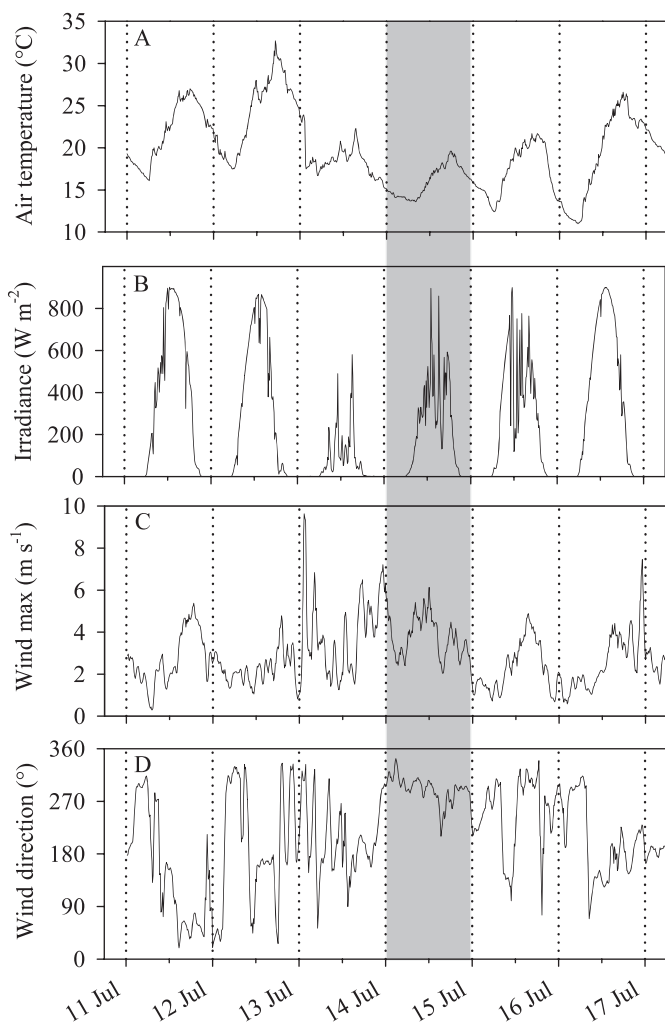 35
30
25
20
15
10
Air temperature (°C)
A
800
600
400
200
0
Irradiance (W m⁻²)
B
10
8
6
4
2
0
Wind max (m s⁻¹)
C
360
270
180
90
0
Wind direction (°)
D
11 Jul
12 Jul
13 Jul
14 Jul
15 Jul
16 Jul
17 Jul